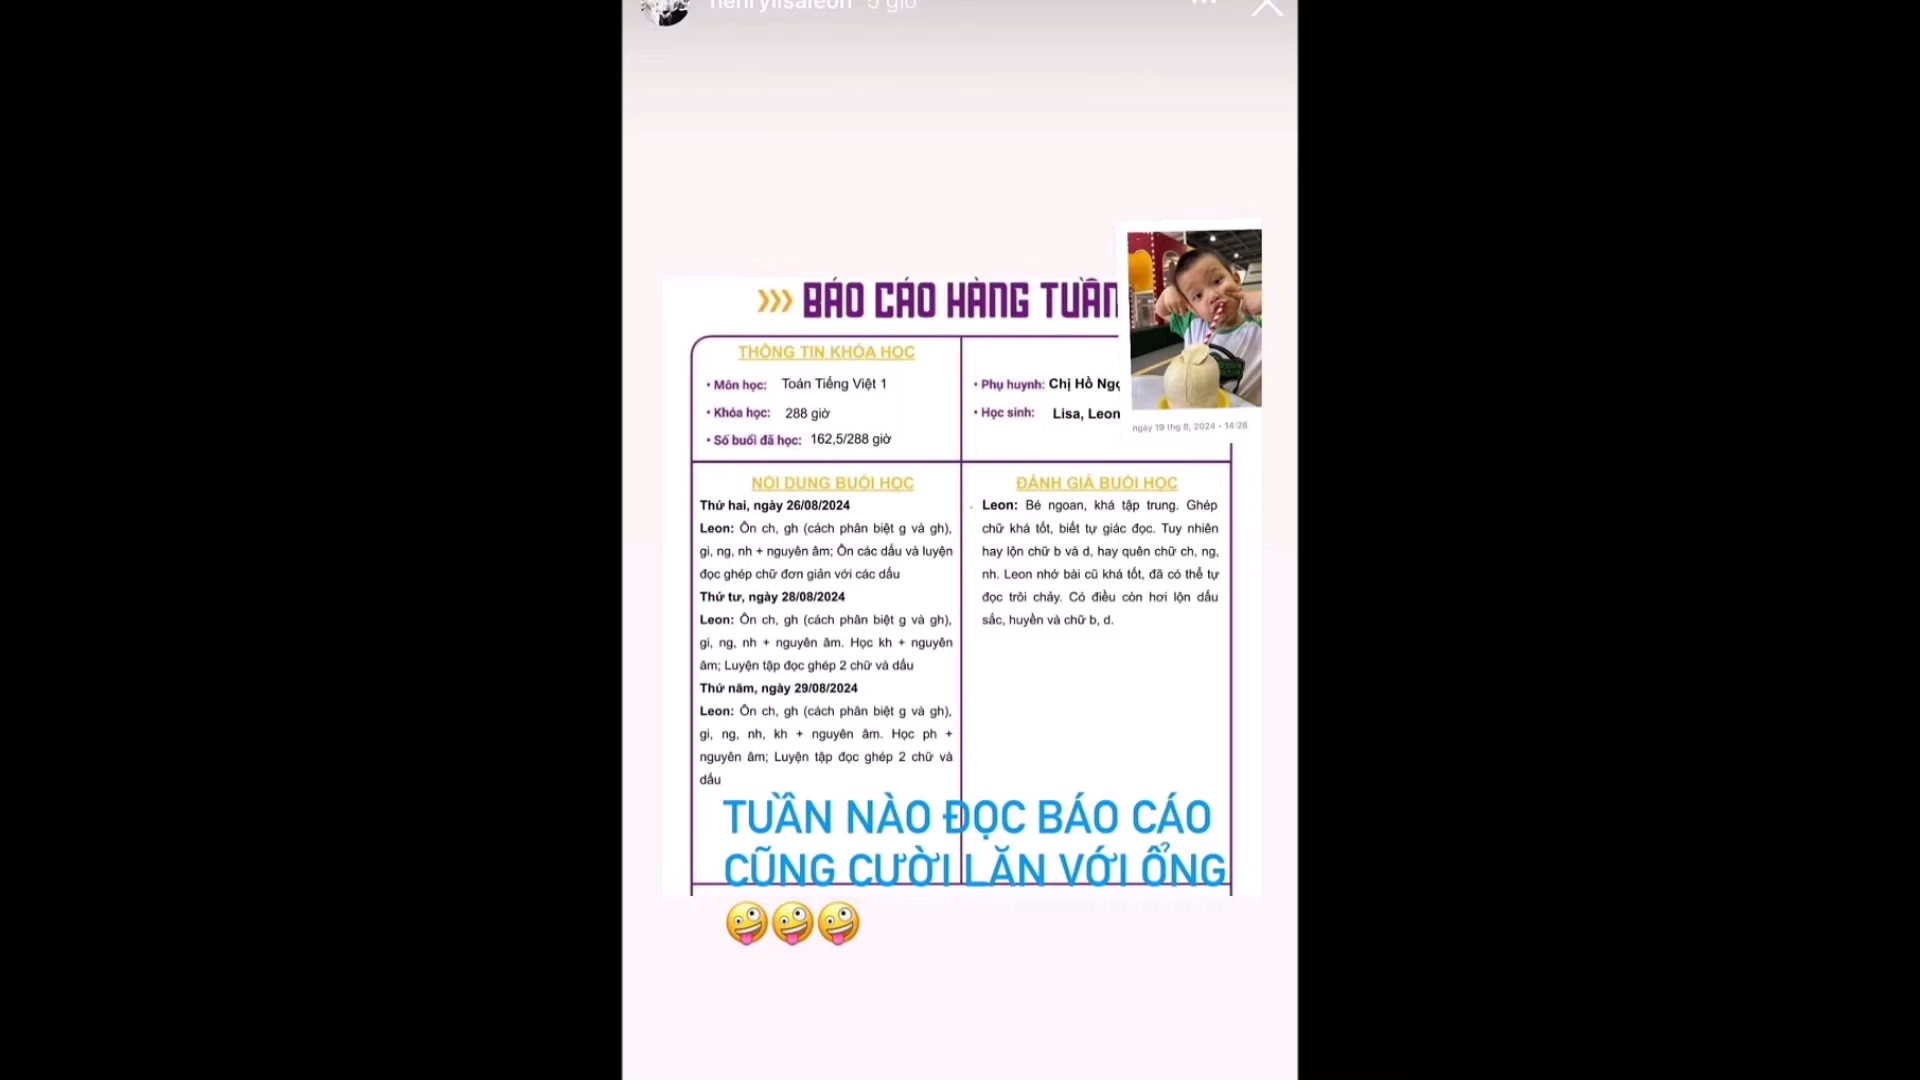 henrylisaleon 5 giờ
BÁO CÁO HÀNG TUẦN
THÔNG TIN KHÓA HỌC
• Môn học: Toán Tiếng Việt 1
• Khóa học: 288 giờ
• Số buổi đã học: 162,5/288 giờ
• Phụ huynh: Chị Hồ Ngọ
• Học sinh: Lisa, Leon
ngày 19 thg 8, 2024 - 14:28
NỘI DUNG BUỔI HỌC
Thứ hai, ngày 26/08/2024
Leon: Ôn ch, gh (cách phân biệt g và gh),
gi, ng, nh + nguyên âm; Ôn các dấu và luyện
đọc ghép chữ đơn giản với các dấu
Thứ tư, ngày 28/08/2024
Leon: Ôn ch, gh (cách phân biệt g và gh),
gi, ng, nh + nguyên âm. Học kh + nguyên
âm; Luyện tập đọc ghép 2 chữ và dấu
Thứ năm, ngày 29/08/2024
Leon: Ôn ch, gh (cách phân biệt g và gh),
gi, ng, nh, kh + nguyên âm. Học ph +
nguyên âm; Luyện tập đọc ghép 2 chữ và
dấu
ĐÁNH GIÁ BUỔI HỌC
Leon: Bé ngoan, khá tập trung. Ghép
chữ khá tốt, biết tự giác đọc. Tuy nhiên
hay lộn chữ b và d, hay quên chữ ch, ng,
nh. Leon nhớ bài cũ khá tốt, đã có thể tự
đọc trôi chảy. Có điều còn hơi lộn dấu
sắc, huyền và chữ b, d.
TUẦN NÀO ĐỌC BÁO CÁO
CŨNG CƯỜI LĂN VỚI ỔNG
🤪🤪🤪